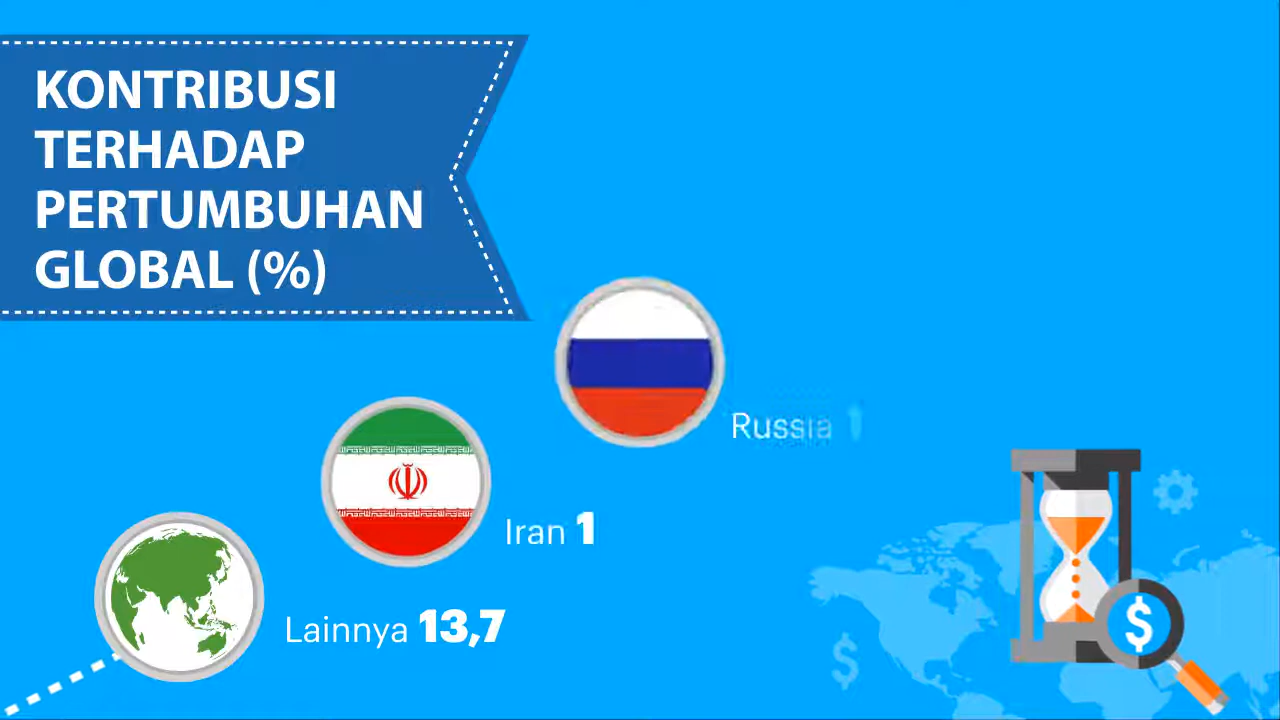 KONTRIBUSI
TERHADAP
PERTUMBUHAN
GLOBAL (%)
Russia 1
Iran 1
Lainnya 13,7
$
$